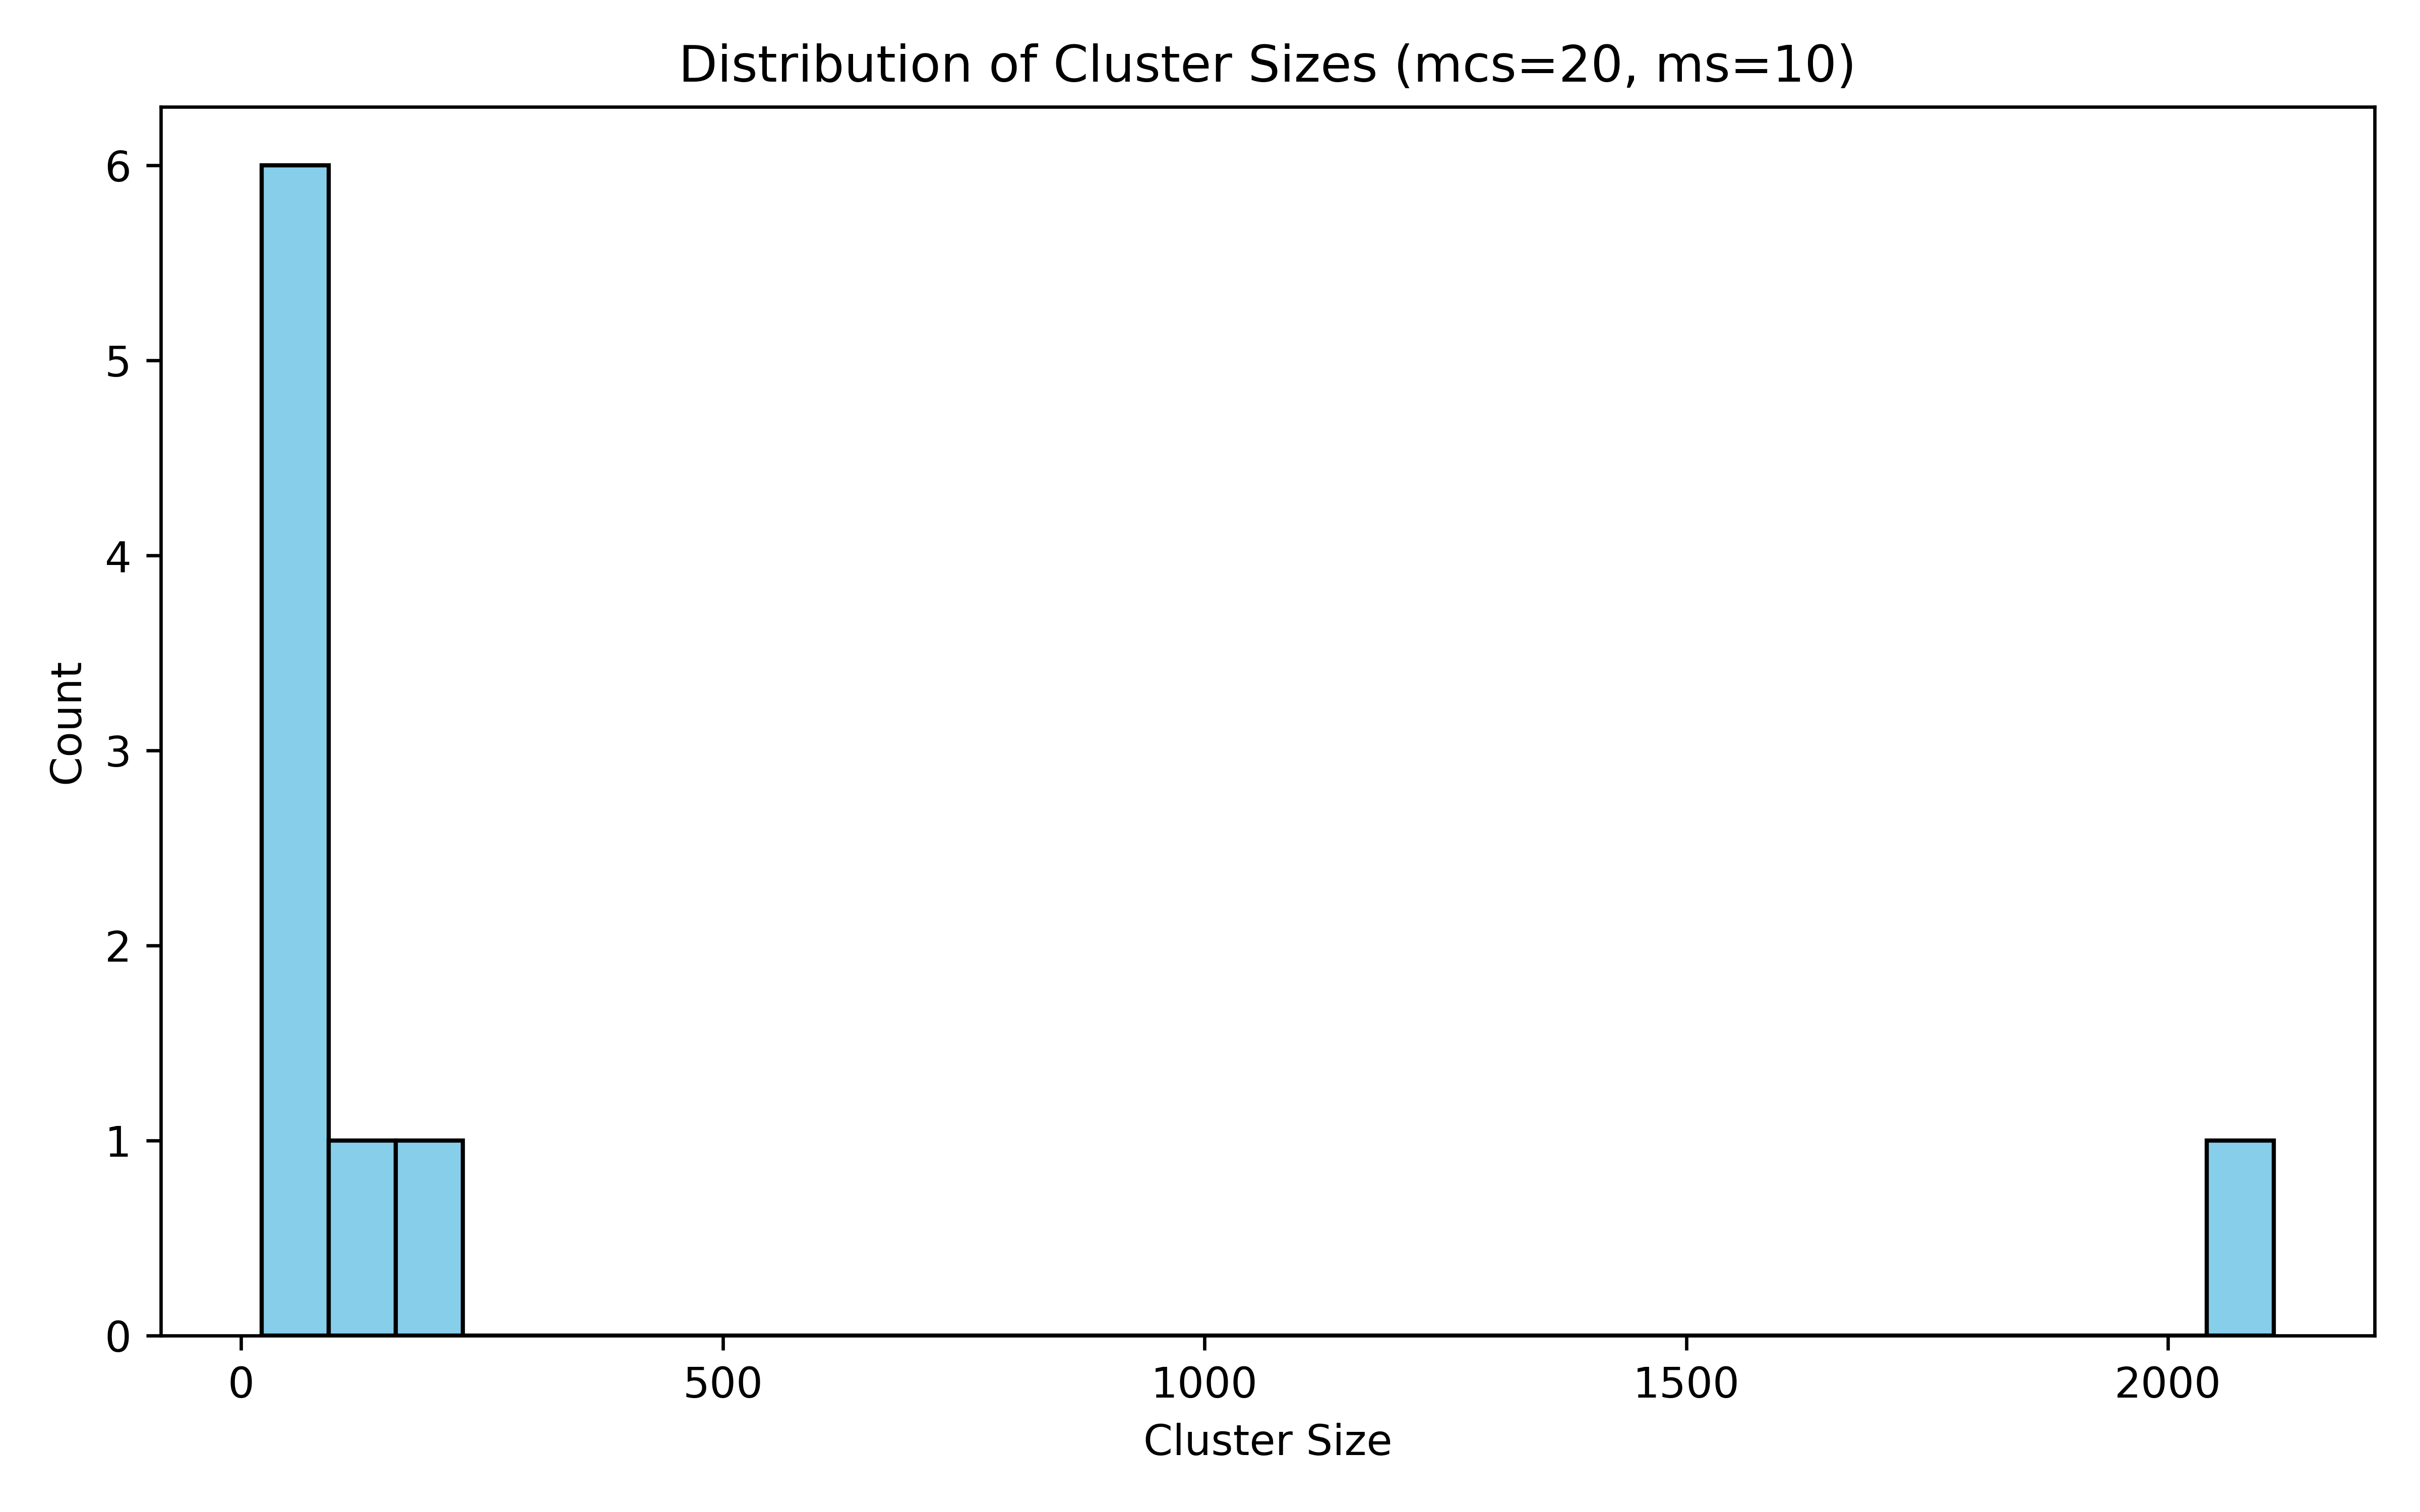 Distribution of Cluster Sizes (mcs=20, ms=10)
6
5
4
3
2
1
0
Count
0 500 1000 1500 2000
Cluster Size